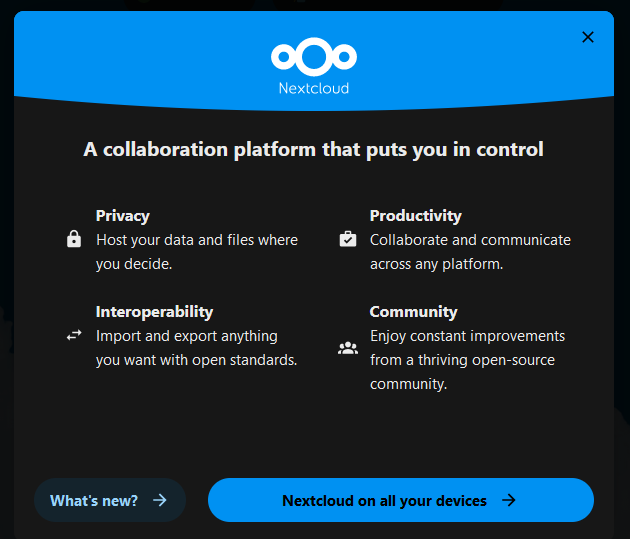 Nextcloud
A collaboration platform that puts you in control
Privacy
Host your data and files where
you decide.
Productivity
Collaborate and communicate
across any platform.
Interoperability
Import and export anything
you want with open standards.
Community
Enjoy constant improvements
from a thriving open-source
community.
What's new?
Nextcloud on all your devices